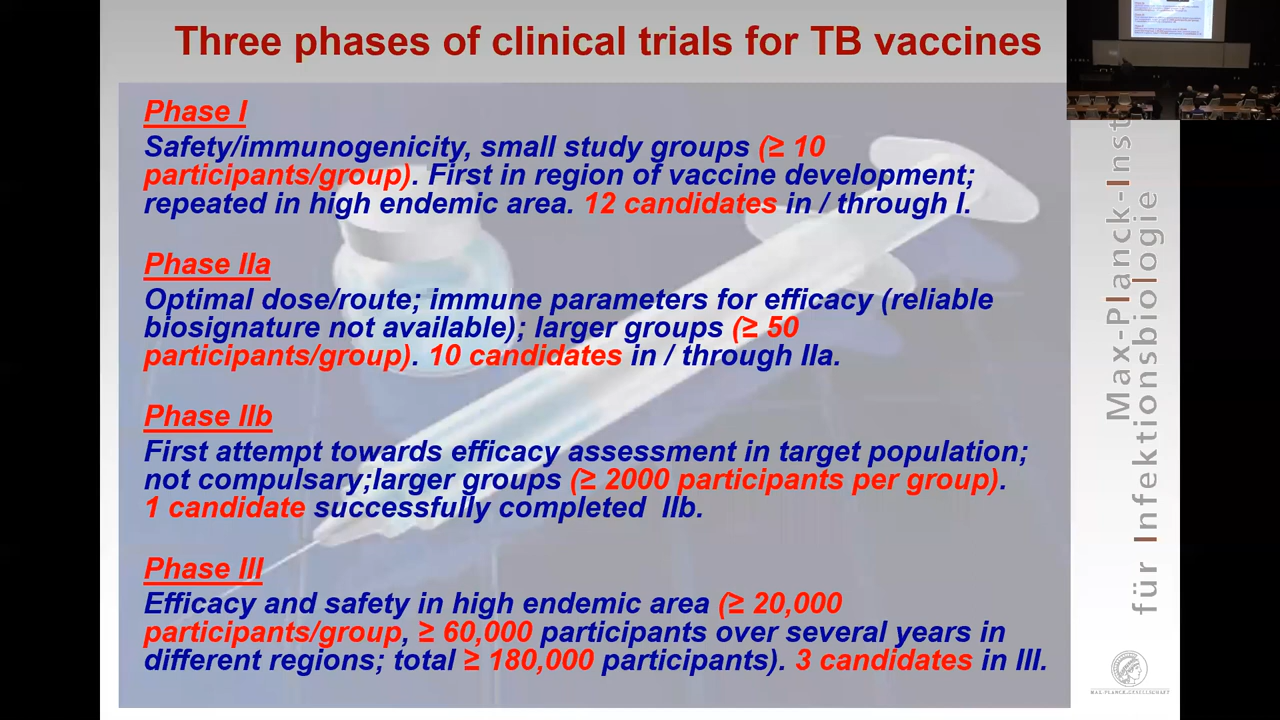 Three phases of clinical trials for TB vaccines
Phase I
Safety/immunogenicity, small study groups (≥ 10
participants/group). First in region of vaccine development;
repeated in high endemic area. 12 candidates in / through I.
Phase IIa
Optimal dose/route; immune parameters for efficacy (reliable
biosignature not available); larger groups (≥ 50
participants/group). 10 candidates in / through IIa.
Phase IIb
First attempt towards efficacy assessment in target population;
not compulsary;larger groups (≥ 2000 participants per group).
1 candidate successfully completed  IIb.
Phase III
Efficacy and safety in high endemic area (≥ 20,000
participants/group, ≥ 60,000 participants over several years in
different regions; total ≥ 180,000 participants). 3 candidates in III.
Max-Planck-Inst
für Infektionsbiologie
MAX-PLANCK-GESELLSCHAFT